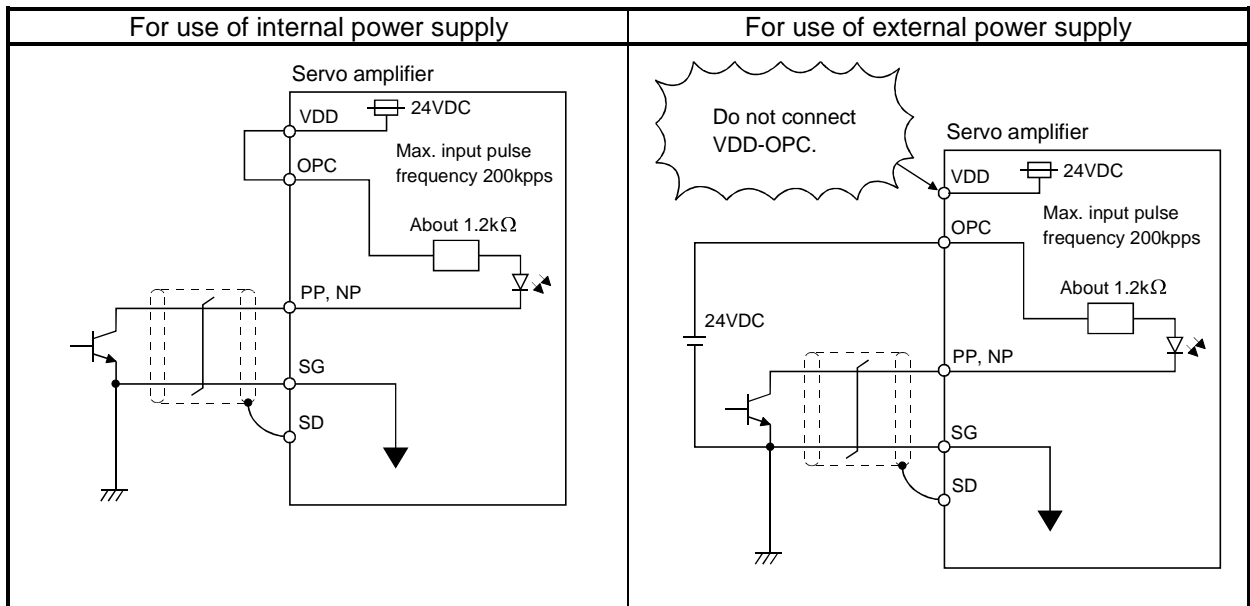 For use of internal power supply
For use of external power supply
Servo amplifier
VDD
24VDC
OPC
Max. input pulse
frequency 200kpps
About 1.2kΩ
PP, NP
SG
SD
Do not connect
VDD-OPC.
Servo amplifier
VDD
24VDC
OPC
Max. input pulse
frequency 200kpps
About 1.2kΩ
24VDC
PP, NP
SG
SD